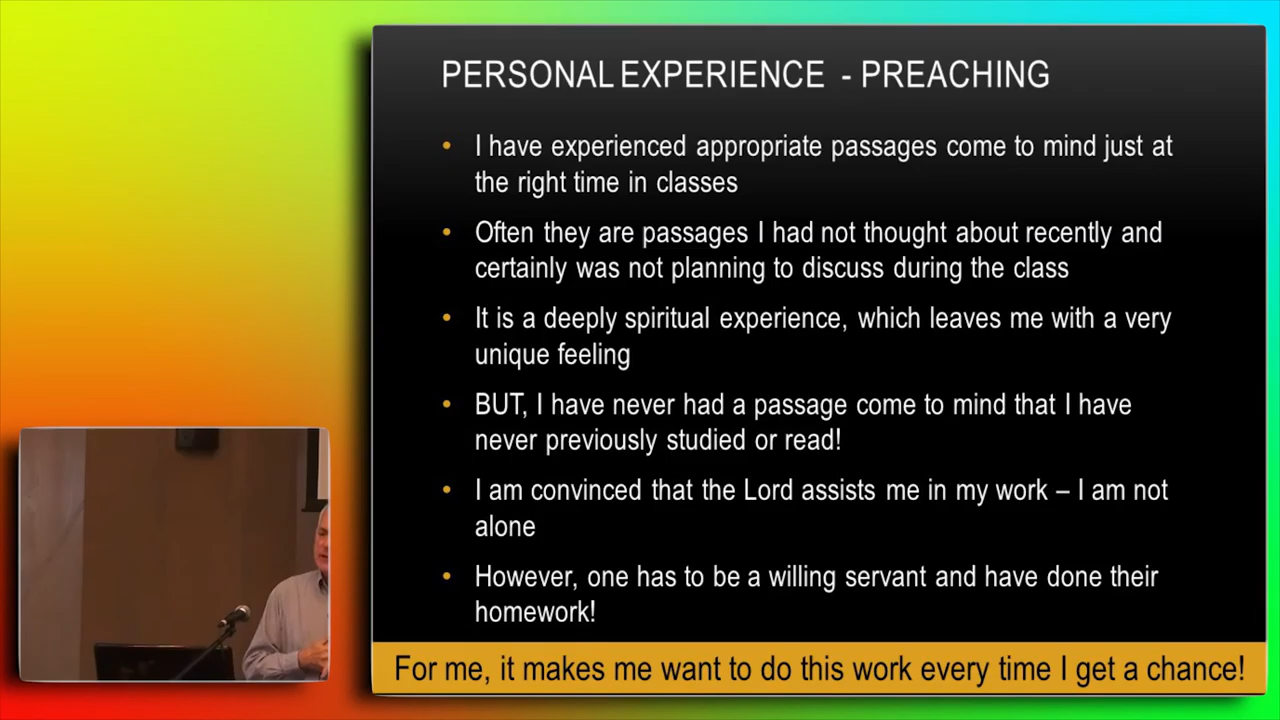 PERSONAL EXPERIENCE - PREACHING
• I have experienced appropriate passages come to mind just at
the right time in classes
• Often they are passages I had not thought about recently and
certainly was not planning to discuss during the class
• It is a deeply spiritual experience, which leaves me with a very
unique feeling
• BUT, I have never had a passage come to mind that I have
never previously studied or read!
• I am convinced that the Lord assists me in my work – I am not
alone
• However, one has to be a willing servant and have done their
homework!
For me, it makes me want to do this work every time I get a chance!